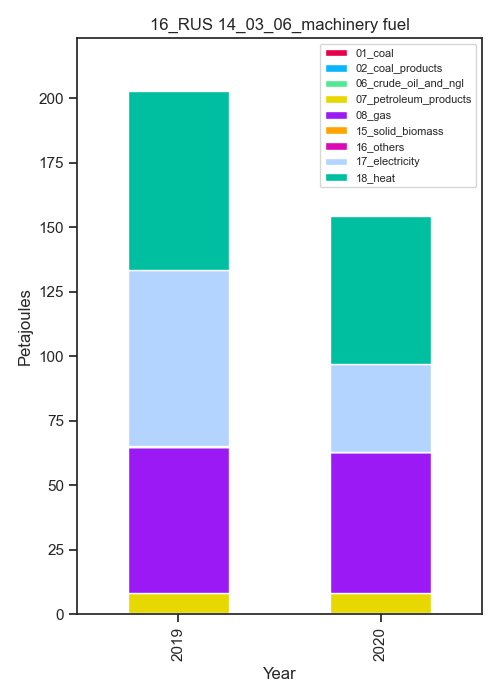 16_RUS 14_03_06_machinery fuel
01_coal
02_coal_products
06_crude_oil_and_ngl
07_petroleum_products
08_gas
15_solid_biomass
16_others
17_electricity
18_heat
200
175
150
125
100
75
50
25
0
Petajoules
2019
2020
Year